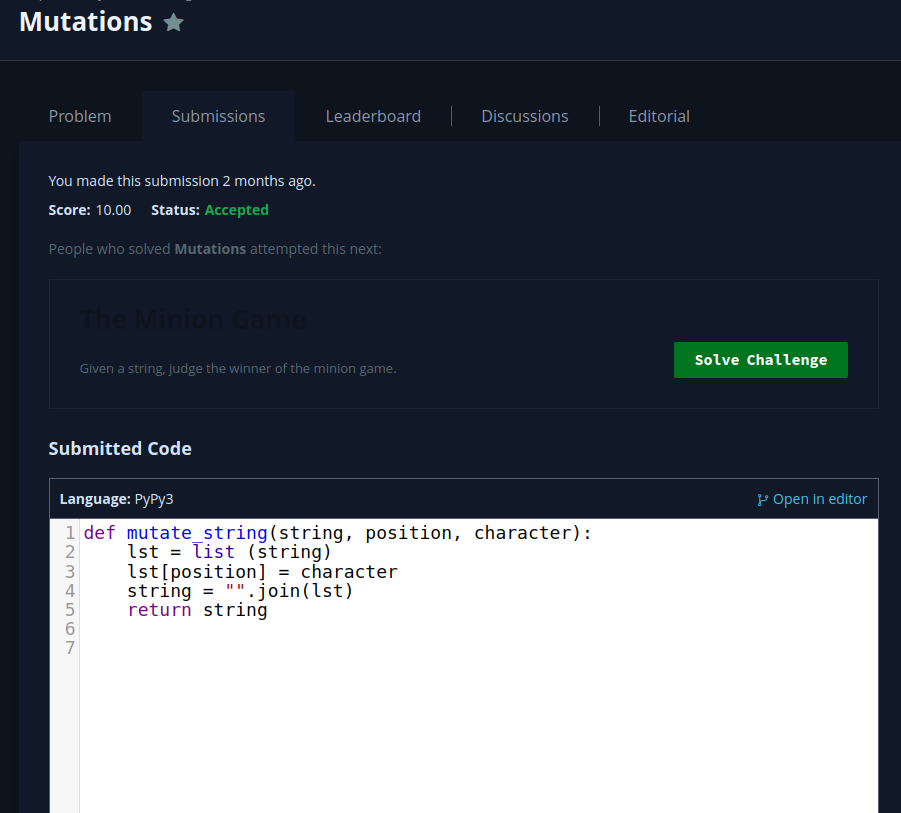 Mutations
Problem
Submissions
Leaderboard
Discussions
Editorial
You made this submission 2 months ago.
Score: 10.00 Status: Accepted
People who solved Mutations attempted this next:
The Minion Game
Given a string, judge the winner of the minion game.
Solve Challenge
Submitted Code
Language: PyPy3
Open in editor
1 def mutate_string(string, position, character):
2     lst = list (string)
3     lst[position] = character
4     string = "".join(lst)
5     return string
6
7